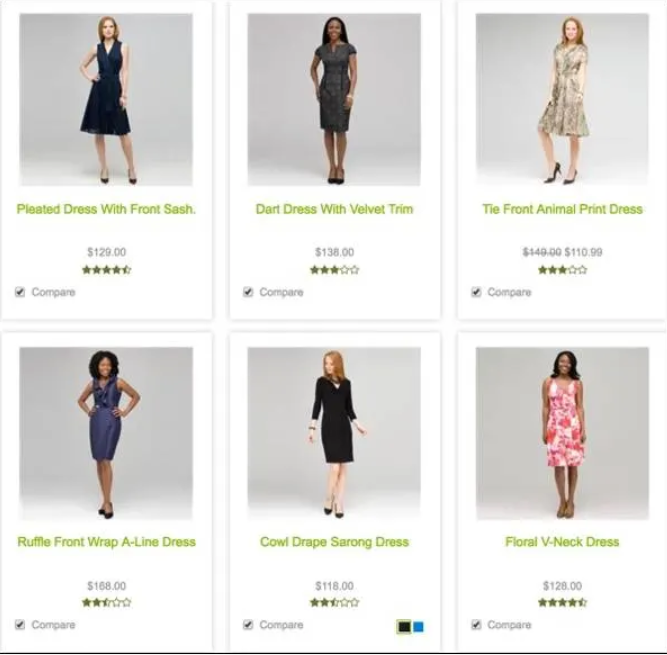 Pleated Dress With Front Sash.
Dart Dress With Velvet Trim
Tie Front Animal Print Dress
$129.00
$138.00
$149.00 $110.99
Compare
Compare
Compare
Ruffle Front Wrap A-Line Dress
Cowl Drape Sarong Dress
Floral V-Neck Dress
$168.00
$118.00
$128.00
Compare
Compare
Compare